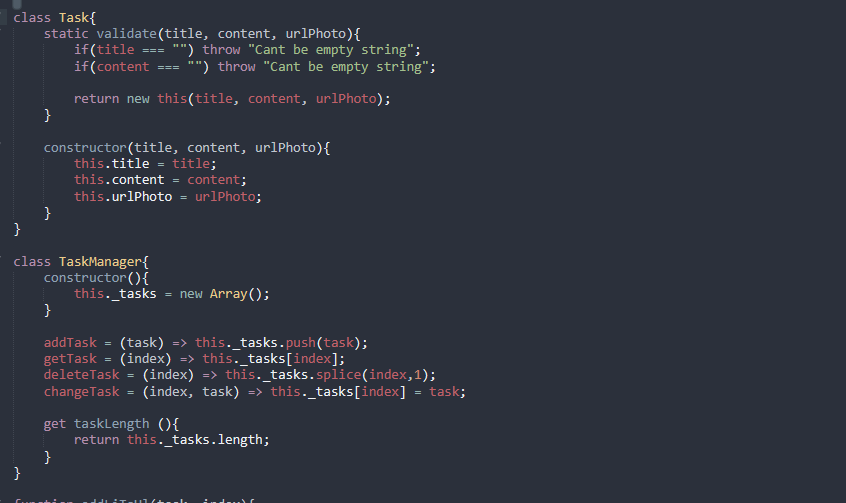 class Task{
    static validate(title, content, urlPhoto){
        if(title === "") throw "Cant be empty string";
        if(content === "") throw "Cant be empty string";

        return new this(title, content, urlPhoto);
    }

    constructor(title, content, urlPhoto){
        this.title = title;
        this.content = content;
        this.urlPhoto = urlPhoto;
    }
}

class TaskManager{
    constructor(){
        this._tasks = new Array();
    }

    addTask = (task) => this._tasks.push(task);
    getTask = (index) => this._tasks[index];
    deleteTask = (index) => this._tasks.splice(index,1);
    changeTask = (index, task) => this._tasks[index] = task;

    get taskLength (){
        return this._tasks.length;
    }
}